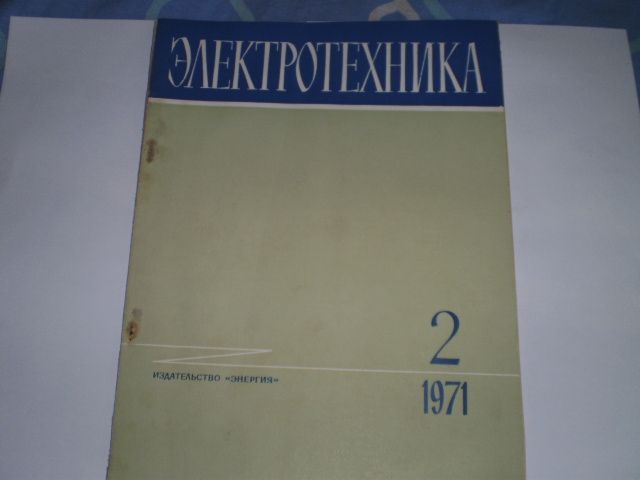 ЭЛЕКТРОТЕХНИКА
2
ИЗДАТЕЛЬСТВО «ЭНЕРГИЯ»
1971